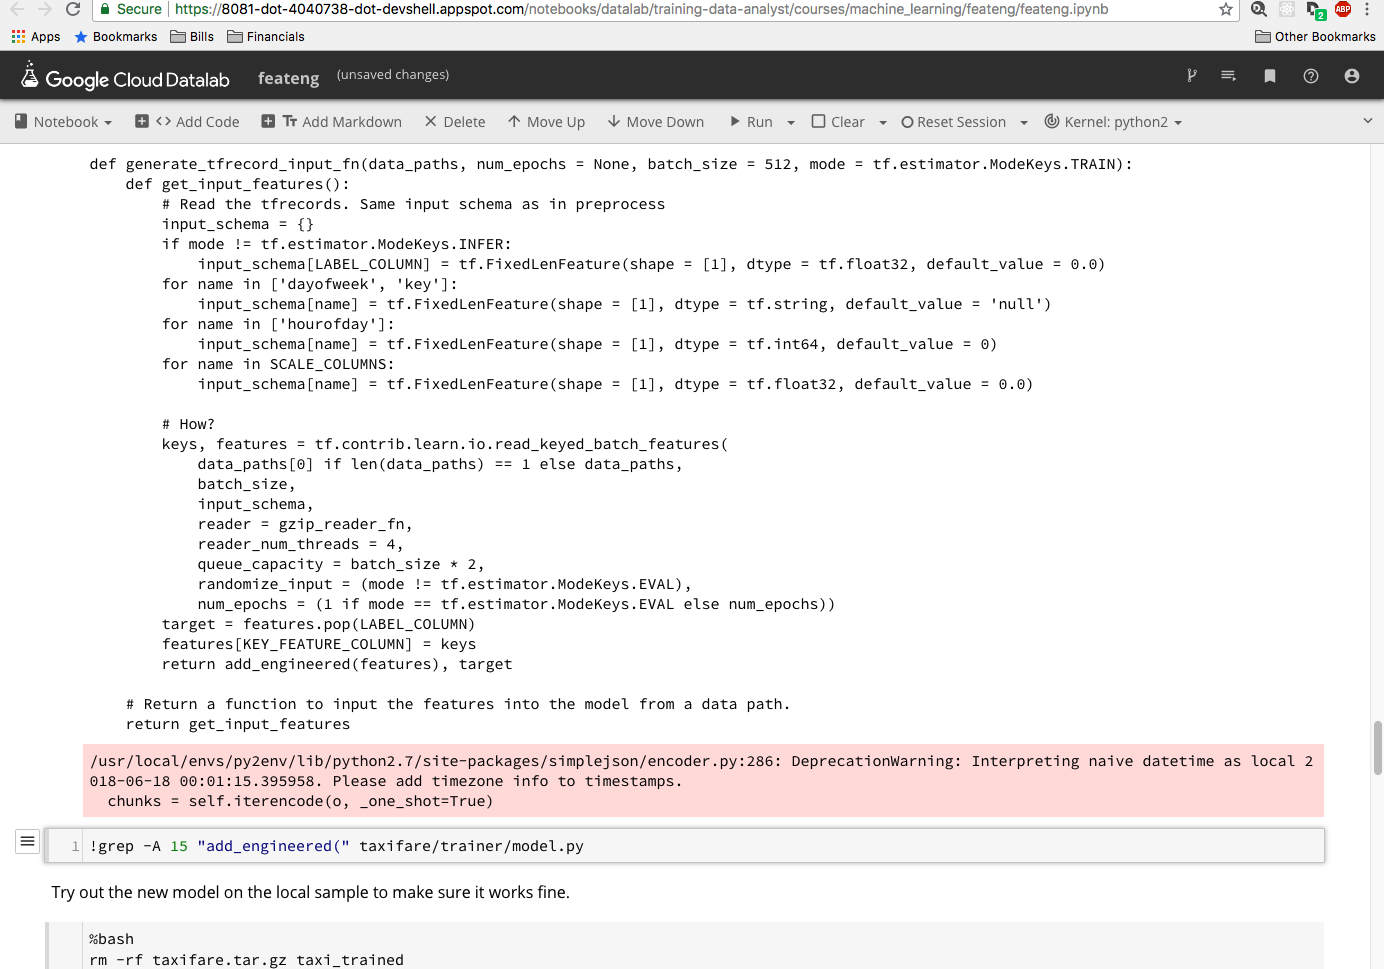 Secure https://8081-dot-4040738-dot-devshell.appspot.com/notebooks/datalab/training-data-analyst/courses/machine_learning/feateng/feateng.ipynb
2 ABP
Apps Bookmarks Bills Financials Other Bookmarks
Google Cloud Datalab feateng (unsaved changes)
Notebook Add Code Add Markdown Delete Move Up Move Down Run Clear Reset Session Kernel: python2
def generate_tfrecord_input_fn(data_paths, num_epochs = None, batch_size = 512, mode = tf.estimator.ModeKeys.TRAIN):
    def get_input_features():
        # Read the tfrecords. Same input schema as in preprocess
        input_schema = {}
        if mode != tf.estimator.ModeKeys.INFER:
            input_schema[LABEL_COLUMN] = tf.FixedLenFeature(shape = [1], dtype = tf.float32, default_value = 0.0)
        for name in ['dayofweek', 'key']:
            input_schema[name] = tf.FixedLenFeature(shape = [1], dtype = tf.string, default_value = 'null')
        for name in ['hourofday']:
            input_schema[name] = tf.FixedLenFeature(shape = [1], dtype = tf.int64, default_value = 0)
        for name in SCALE_COLUMNS:
            input_schema[name] = tf.FixedLenFeature(shape = [1], dtype = tf.float32, default_value = 0.0)
        # How?
        keys, features = tf.contrib.learn.io.read_keyed_batch_features(
            data_paths[0] if len(data_paths) == 1 else data_paths,
            batch_size,
            input_schema,
            reader = gzip_reader_fn,
            reader_num_threads = 4,
            queue_capacity = batch_size * 2,
            randomize_input = (mode != tf.estimator.ModeKeys.EVAL),
            num_epochs = (1 if mode == tf.estimator.ModeKeys.EVAL else num_epochs))
        target = features.pop(LABEL_COLUMN)
        features[KEY_FEATURE_COLUMN] = keys
        return add_engineered(features), target
    # Return a function to input the features into the model from a data path.
    return get_input_features
/usr/local/envs/py2env/lib/python2.7/site-packages/simplejson/encoder.py:286: DeprecationWarning: Interpreting naive datetime as local 2
018-06-18 00:01:15.395958. Please add timezone info to timestamps.
  chunks = self.iterencode(o, _one_shot=True)
1 !grep -A 15 "add_engineered(" taxifare/trainer/model.py
Try out the new model on the local sample to make sure it works fine.
%bash
rm -rf taxifare.tar.gz taxi_trained